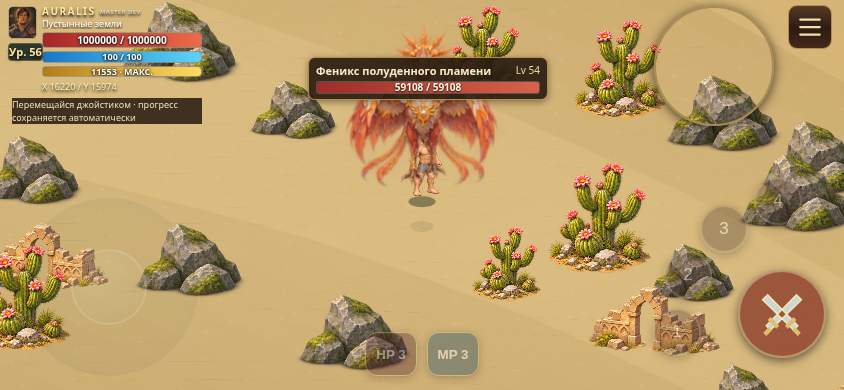 AURALIS MASTER DEV
Пустынные земли
1000000 / 1000000
Ур. 56
100 / 100
11553 · МАКС.
X 16220 / Y 15974
Перемещайся джойстиком · прогресс
сохраняется автоматически
Феникс полуденного пламени Lv 54
59108 / 59108
3
2
HP 3
MP 3